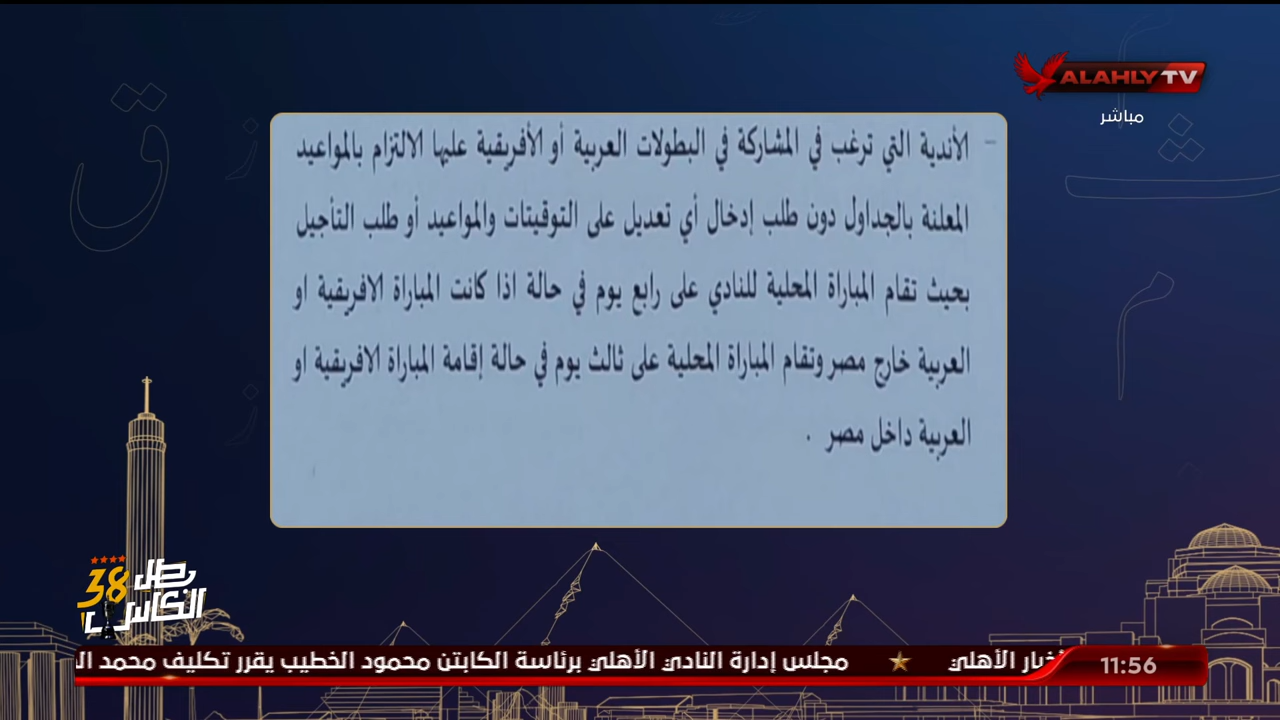 ALAHLY TV
مباشر
- الأندية التي ترغب في المشاركة في البطولات العربية أو الأفريقية عليها الالتزام بالمواعيد
المعلنة بالجداول دون طلب إدخال أي تعديل على التوقيتات والمواعيد أو طلب التأجيل
بحيث تقام المباراة المحلية للنادي على رابع يوم في حالة اذا كانت المباراة الافريقية او
العربية خارج مصر وتقام المباراة المحلية على ثالث يوم في حالة إقامة المباراة الافريقية او
العربية داخل مصر .
ق
ز
ث
م
ز
بطل
الكاس
38
11:56
أخبار الأهلي ★ مجلس إدارة النادي الأهلي برئاسة الكابتن محمود الخطيب يقرر تكليف محمد الـ